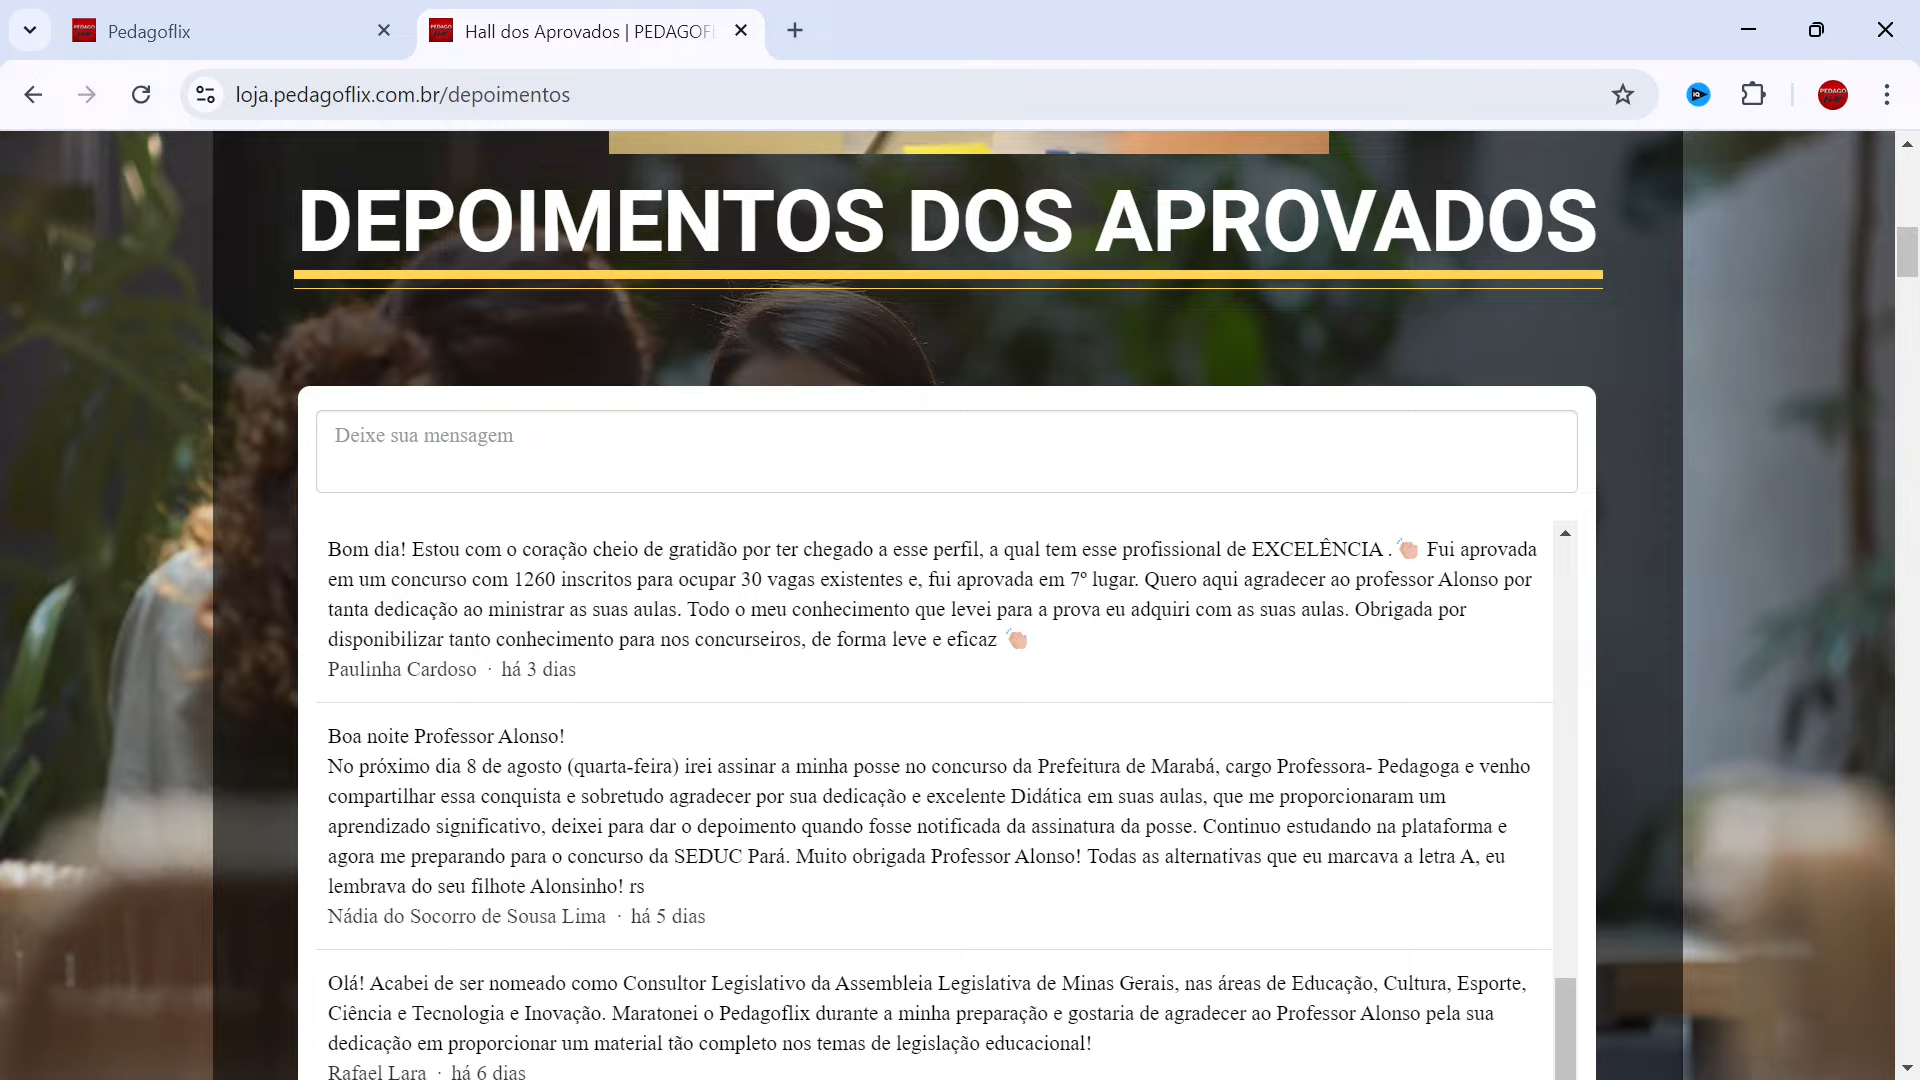 Pedagoflix
Hall dos Aprovados | PEDAGOF
loja.pedagoflix.com.br/depoimentos
DEPOIMENTOS DOS APROVADOS
Deixe sua mensagem
Bom dia! Estou com o coração cheio de gratidão por ter chegado a esse perfil, a qual tem esse profissional de EXCELÊNCIA . 👏🏼 Fui aprovada
em um concurso com 1260 inscritos para ocupar 30 vagas existentes e, fui aprovada em 7º lugar. Quero aqui agradecer ao professor Alonso por
tanta dedicação ao ministrar as suas aulas. Todo o meu conhecimento que levei para a prova eu adquiri com as suas aulas. Obrigada por
disponibilizar tanto conhecimento para nos concurseiros, de forma leve e eficaz 👏🏼
Paulinha Cardoso · há 3 dias
Boa noite Professor Alonso!
No próximo dia 8 de agosto (quarta-feira) irei assinar a minha posse no concurso da Prefeitura de Marabá, cargo Professora- Pedagoga e venho
compartilhar essa conquista e sobretudo agradecer por sua dedicação e excelente Didática em suas aulas, que me proporcionaram um
aprendizado significativo, deixei para dar o depoimento quando fosse notificada da assinatura da posse. Continuo estudando na plataforma e
agora me preparando para o concurso da SEDUC Pará. Muito obrigada Professor Alonso! Todas as alternativas que eu marcava a letra A, eu
lembrava do seu filhote Alonsinho! rs
Nádia do Socorro de Sousa Lima · há 5 dias
Olá! Acabei de ser nomeado como Consultor Legislativo da Assembleia Legislativa de Minas Gerais, nas áreas de Educação, Cultura, Esporte,
Ciência e Tecnologia e Inovação. Maratonei o Pedagoflix durante a minha preparação e gostaria de agradecer ao Professor Alonso pela sua
dedicação em proporcionar um material tão completo nos temas de legislação educacional!
Rafael Lara · há 6 dias